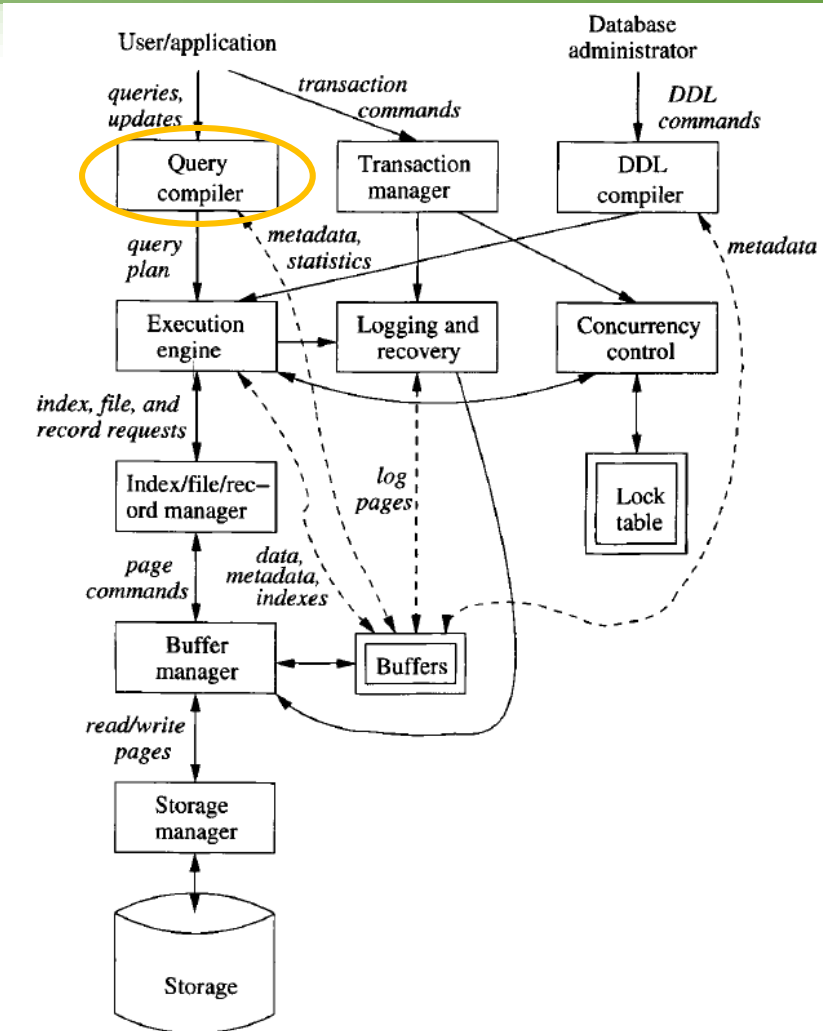 User/application
Database
administrator
queries,
updates
transaction
commands
DDL
commands
Query
compiler
Transaction
manager
DDL
compiler
query
plan
metadata,
statistics
metadata
Execution
engine
Logging and
recovery
Concurrency
control
index, file, and
record requests
Index/file/rec–
ord manager
log
pages
Lock
table
page
commands
data,
metadata,
indexes
Buffer
manager
Buffers
read/write
pages
Storage
manager
Storage